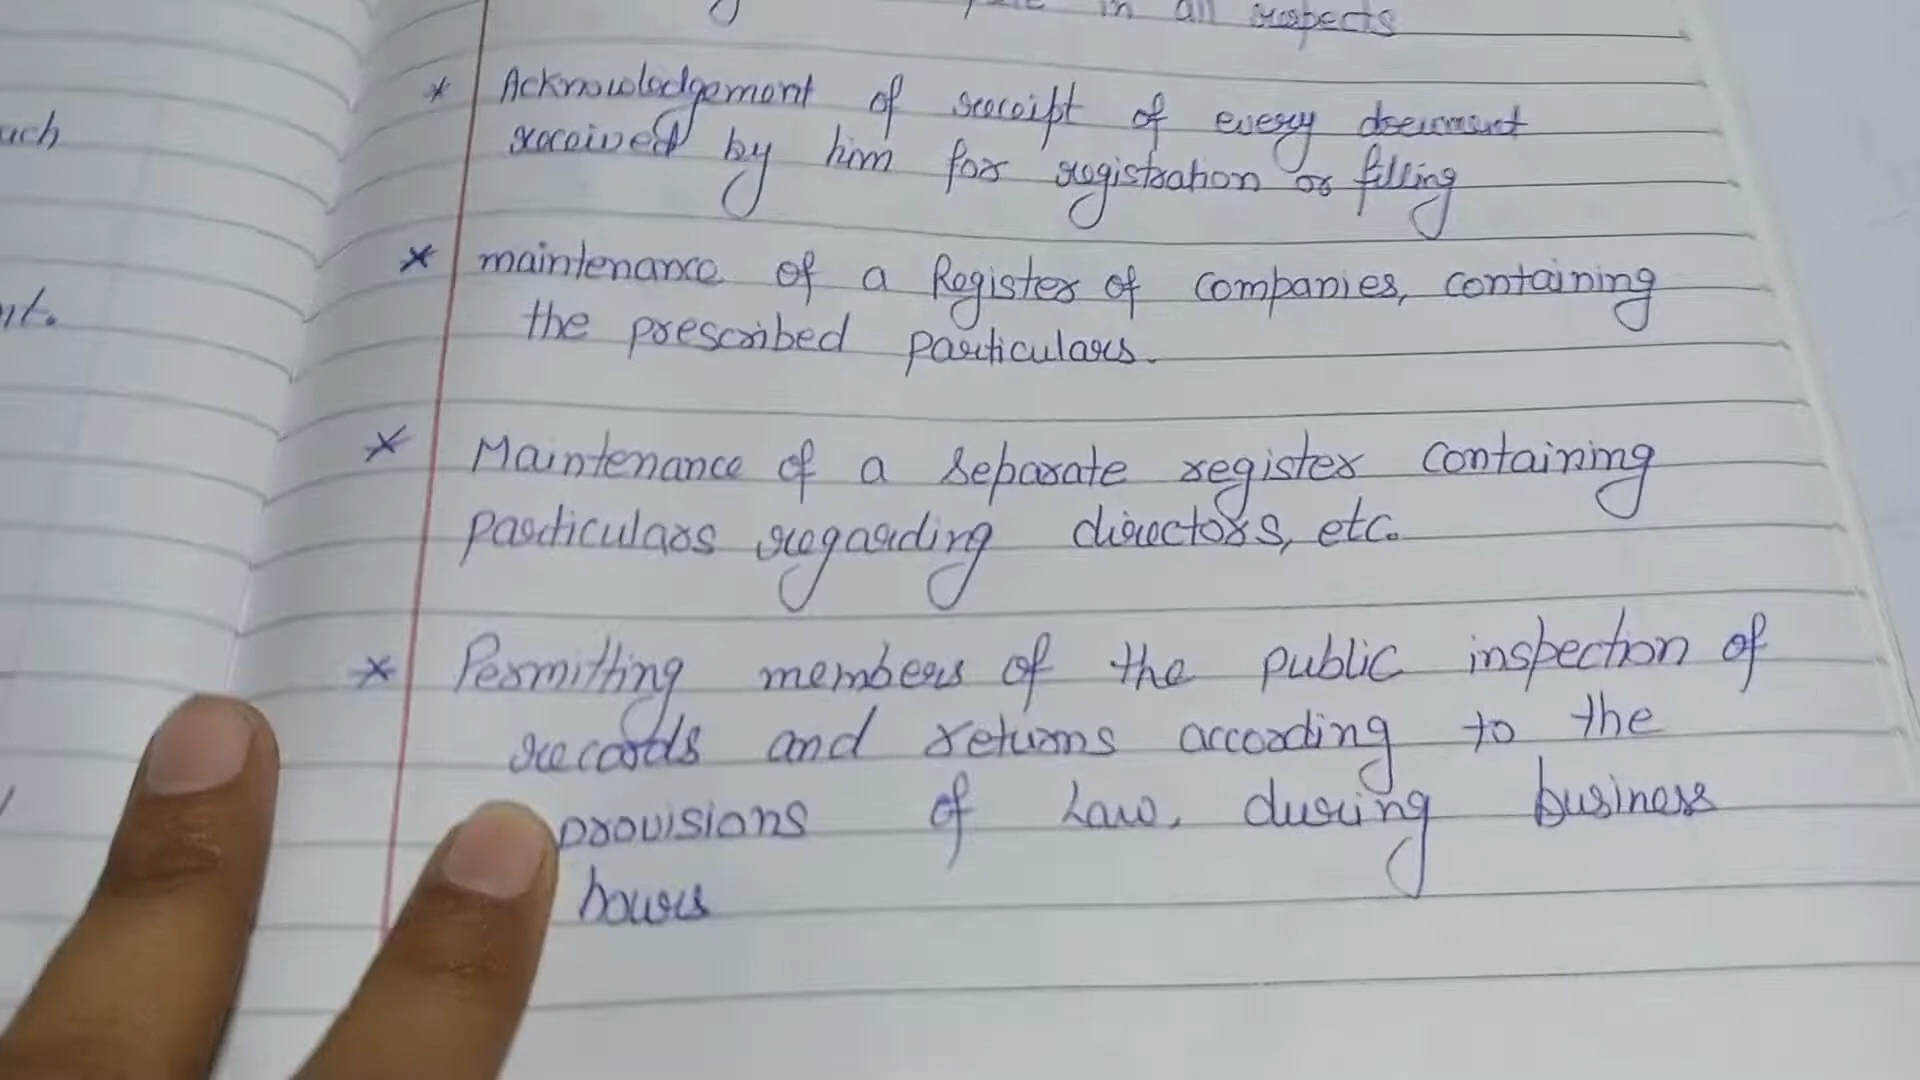 in all respects
* Acknowledgement of receipt of every document
received by him for registration or filling
* maintenance of a Register of companies, containing
the prescribed particulars.
* Maintenance of a separate register containing
particulars regarding directors, etc.
* Permitting members of the public inspection of
records and returns according to the
provisions of Law, during business
hours